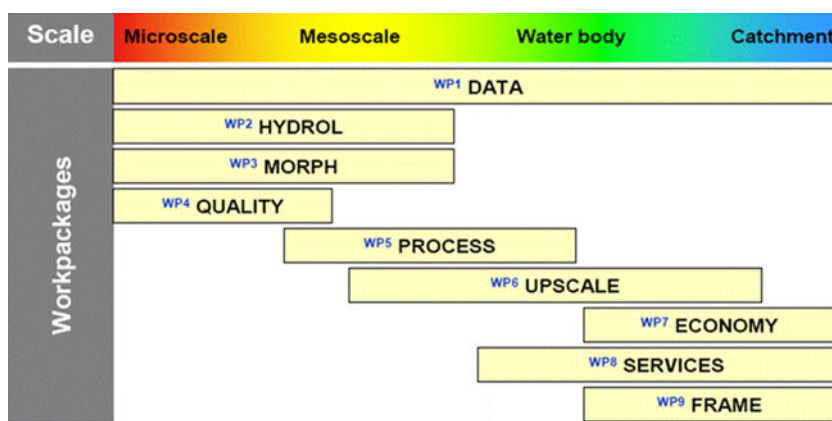 Scale Microscale Mesoscale Water body Catchment
Workpackages
WP1 DATA
WP2 HYDROL
WP3 MORPH
WP4 QUALITY
WP5 PROCESS
WP6 UPSCALE
WP7 ECONOMY
WP8 SERVICES
WP9 FRAME